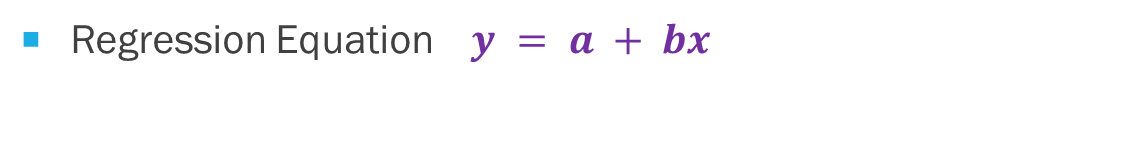 ▪ Regression Equation y = a + bx